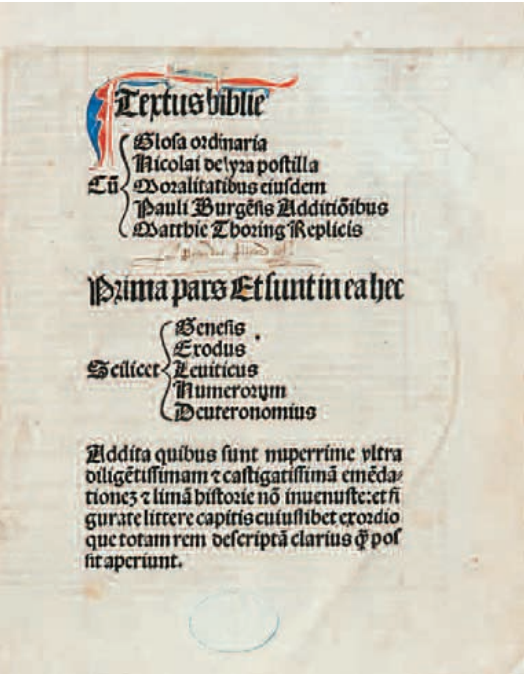 Textus biblie
Glosa ordinaria
Nicolai de lyra postilla
Cū Moralitatibus eiusdem
Pauli Burgēsis Additiōibus
Matthie Thoring Replicis
Prima pars Et sunt in ea hec
Genesis
Exodus
Scilicet Leuiticus
Numerorum
Deuteronomius
Addita quibus sunt nuperrime vltra
diligētissimam ⁊ castigatissimā emēda⸗
tionez ⁊ limā historie nō inuenuste: et fi
gurate littere capitis cuiuslibet exordio
que totam rem descriptā clarius q̄ pos
sit aperiunt.